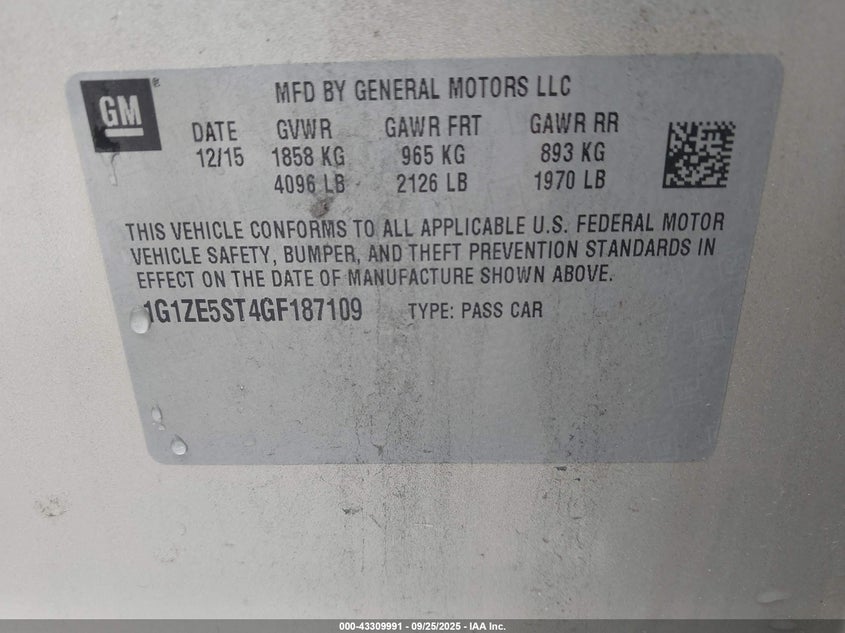 GM
MFD BY GENERAL MOTORS LLC
DATE GVWR GAWR FRT GAWR RR
12/15 1858 KG 965 KG 893 KG
4096 LB 2126 LB 1970 LB
THIS VEHICLE CONFORMS TO ALL APPLICABLE U.S. FEDERAL MOTOR
VEHICLE SAFETY, BUMPER, AND THEFT PREVENTION STANDARDS IN
EFFECT ON THE DATE OF MANUFACTURE SHOWN ABOVE.
1G1ZE5ST4GF187109 TYPE: PASS CAR
000-43309991 - 09/25/2025 - IAA Inc.